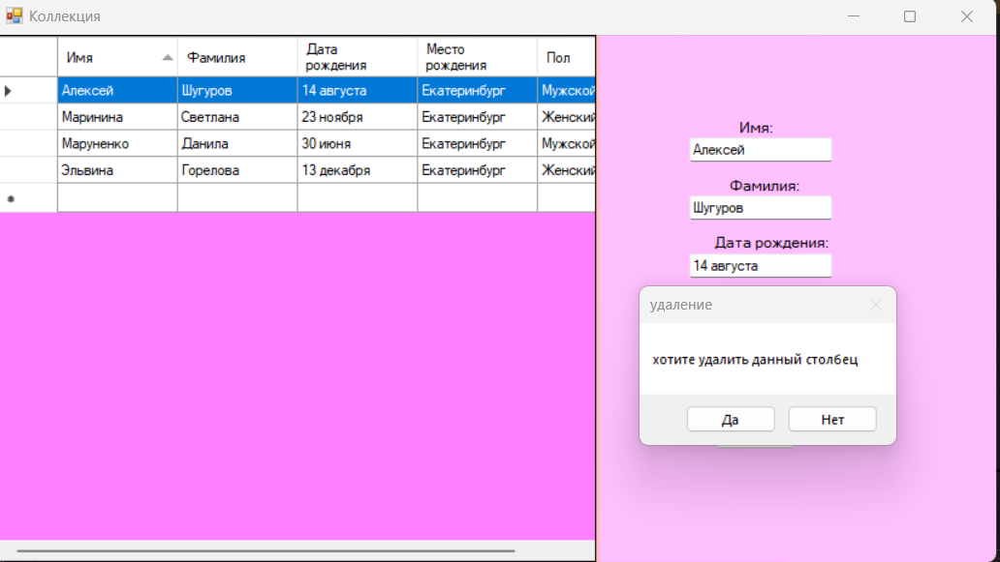 Коллекция
Имя Фамилия Дата рождения Место рождения Пол
Алексей Шугуров 14 августа Екатеринбург Мужской
Маринина Светлана 23 ноября Екатеринбург Женский
Маруненко Данила 30 июня Екатеринбург Мужской
Эльвина Горелова 13 декабря Екатеринбург Женский
Имя:
Алексей
Фамилия:
Шугуров
Дата рождения:
14 августа
удаление
хотите удалить данный столбец
Да Нет